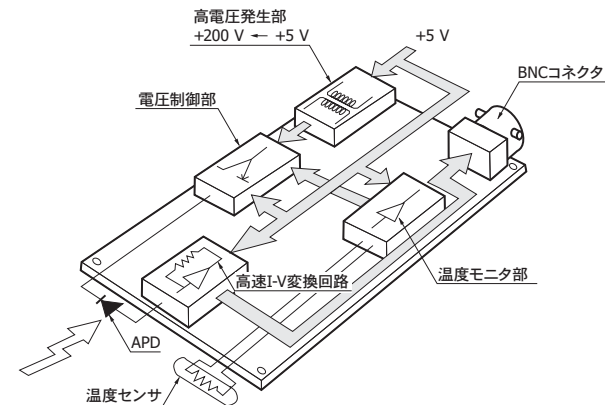 高電圧発生部
+200 V ← +5 V
+5 V
BNCコネクタ
電圧制御部
高速I-V変換回路
温度モニタ部
APD
温度センサ